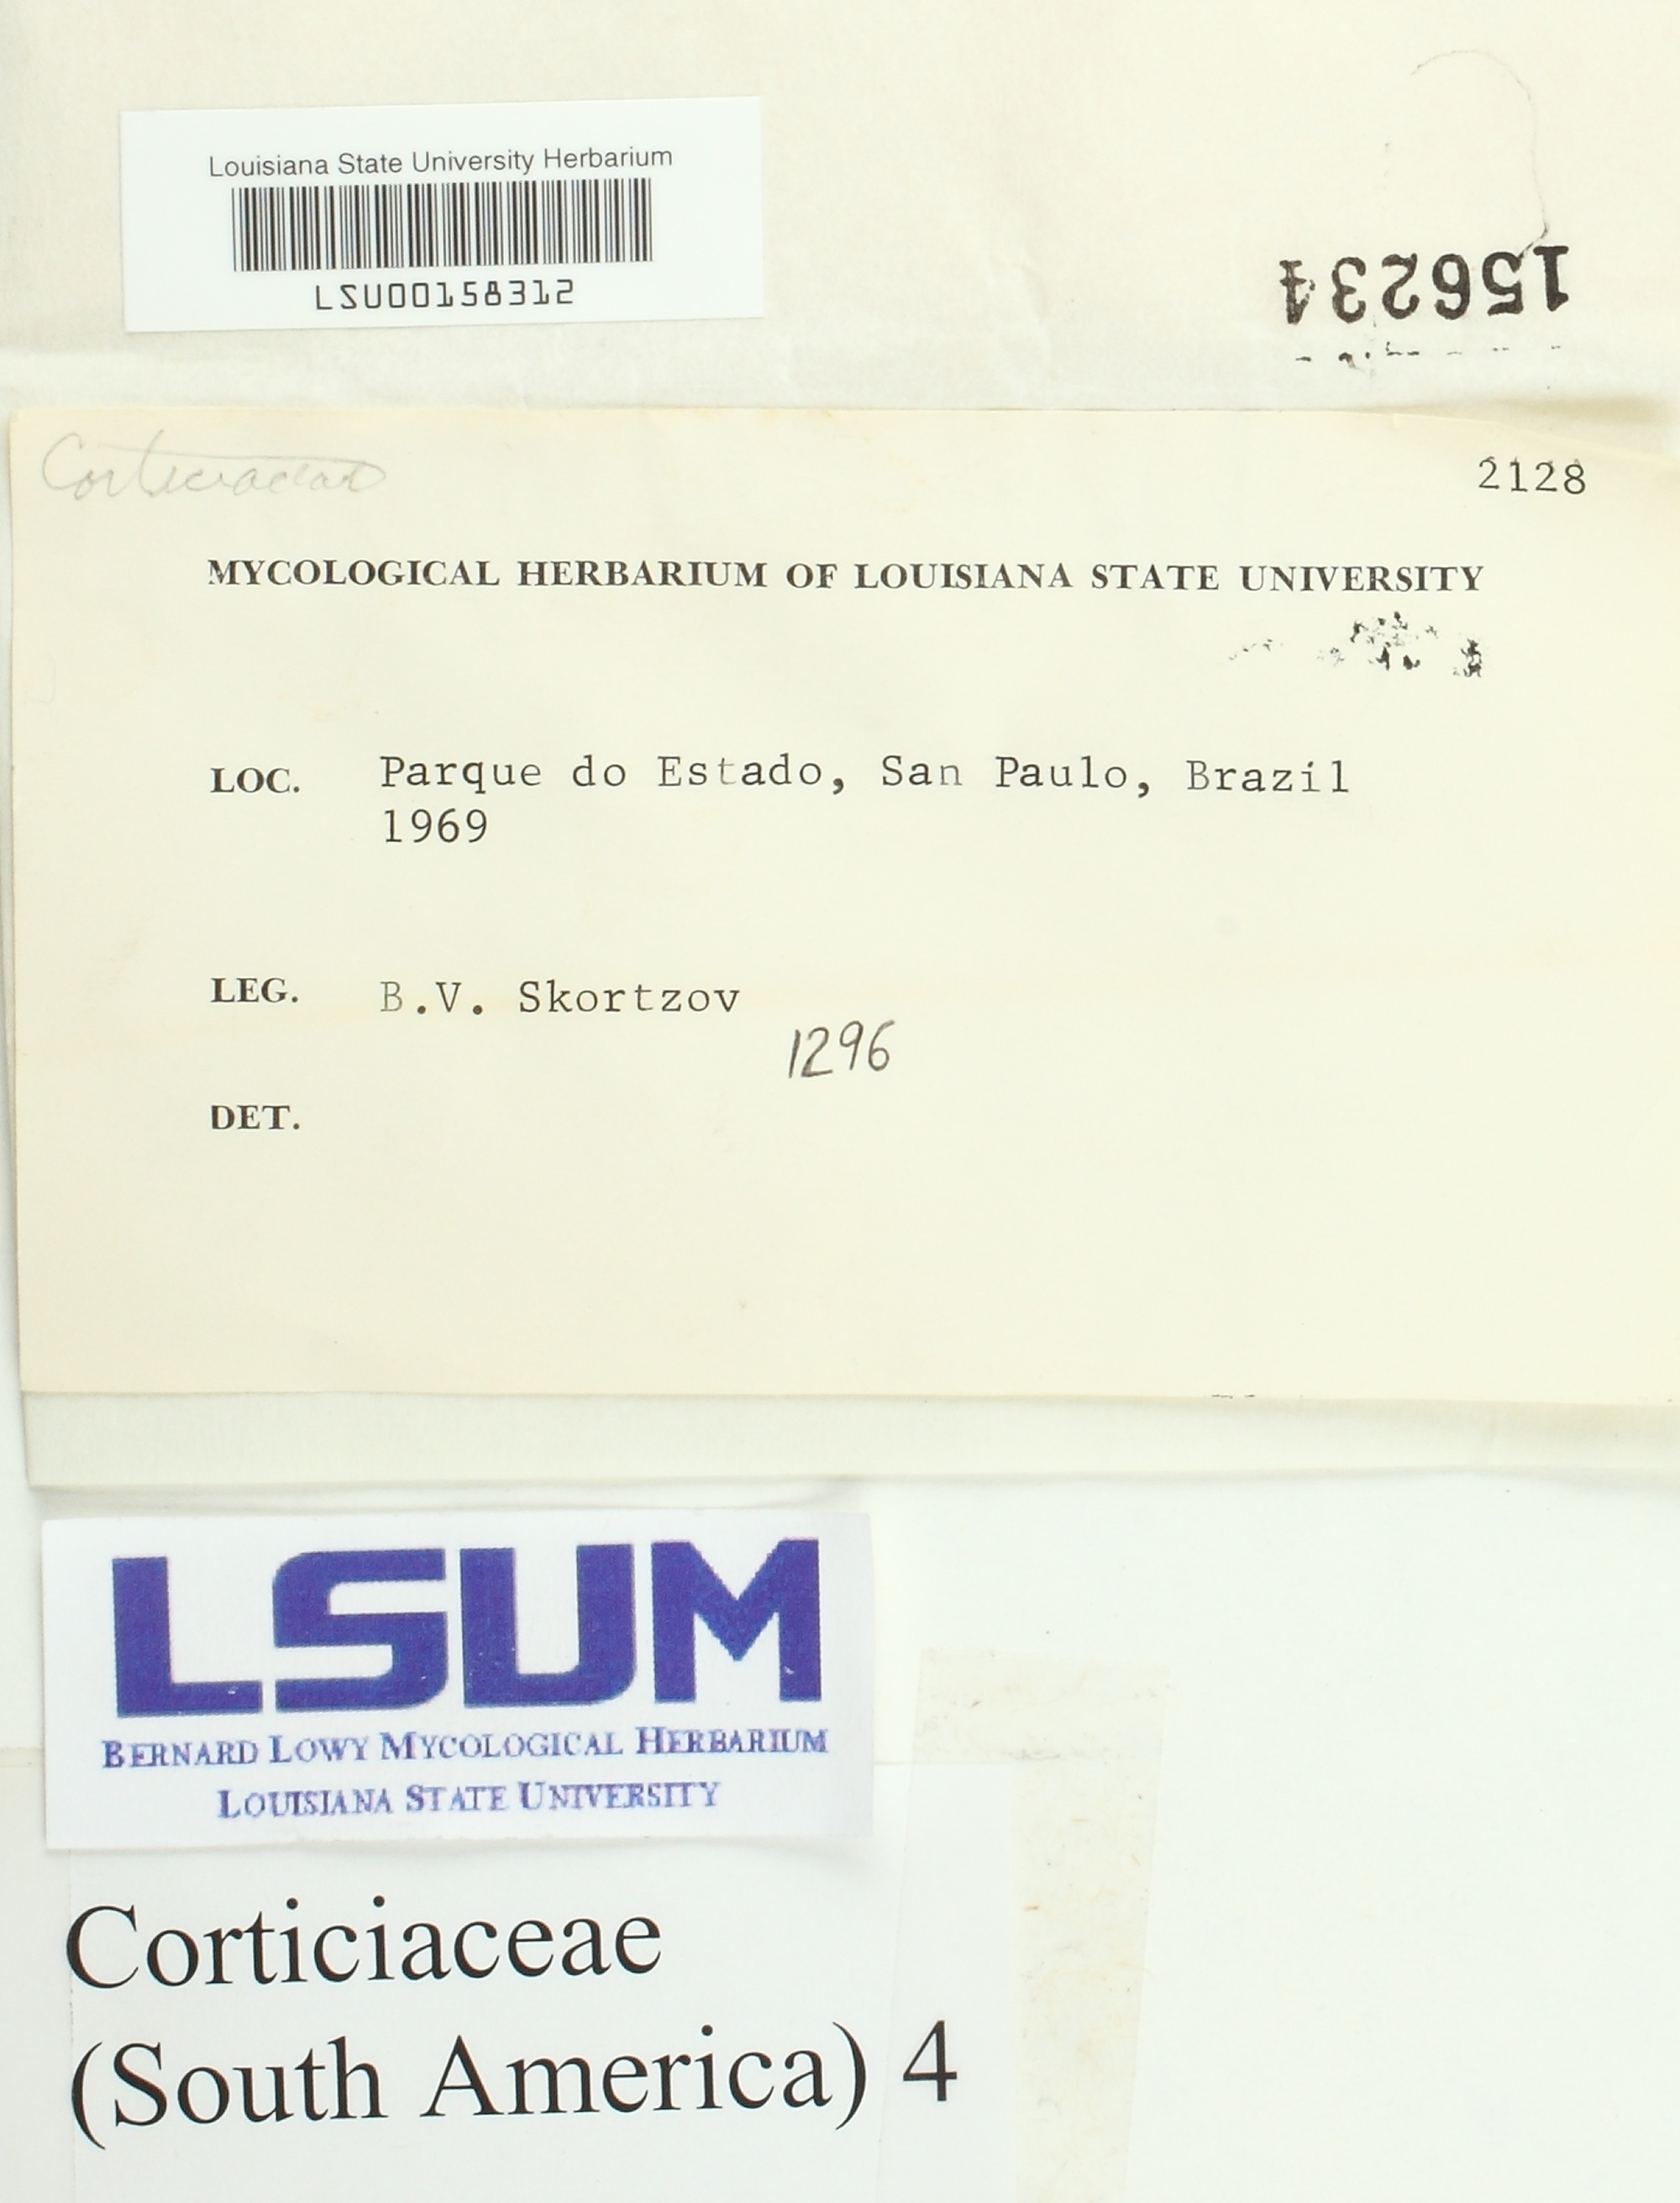 Louisiana State University Herbarium
LSU00158312
156234
Corticiaceae
2128
MYCOLOGICAL HERBARIUM OF LOUISIANA STATE UNIVERSITY
LOC. Parque do Estado, San Paulo, Brazil
1969
LEG. B.V. Skortzov
1296
DET.
LSUM
BERNARD LOWY MYCOLOGICAL HERBARIUM
LOUISIANA STATE UNIVERSITY
Corticiaceae
(South America) 4